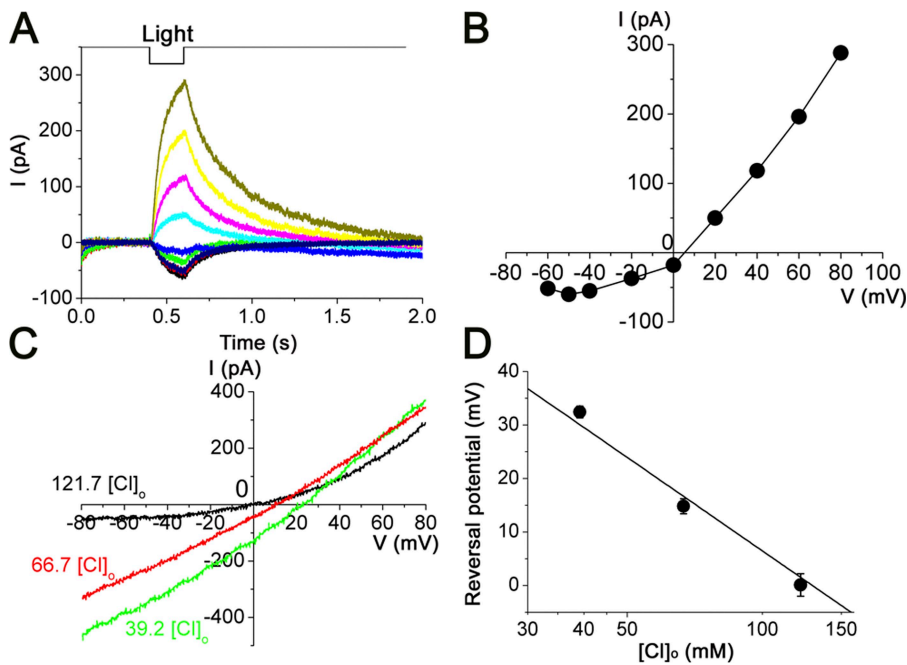 A
Light
300
200
100
0
-100
I (pA)
0.0 0.5 1.0 1.5 2.0
Time (s)
B
I (pA)
300
200
100
0
-100
-80 -60 -40 -20 20 40 60 80 100
V (mV)
C
I (pA)
400
200
0
-200
-400
-80 -60 -40 -20 20 40 60 80
V (mV)
121.7 [Cl]o
66.7 [Cl]o
39.2 [Cl]o
D
40
30
20
10
0
Reversal potential (mV)
30 50 100 150
[Cl]o (mM)